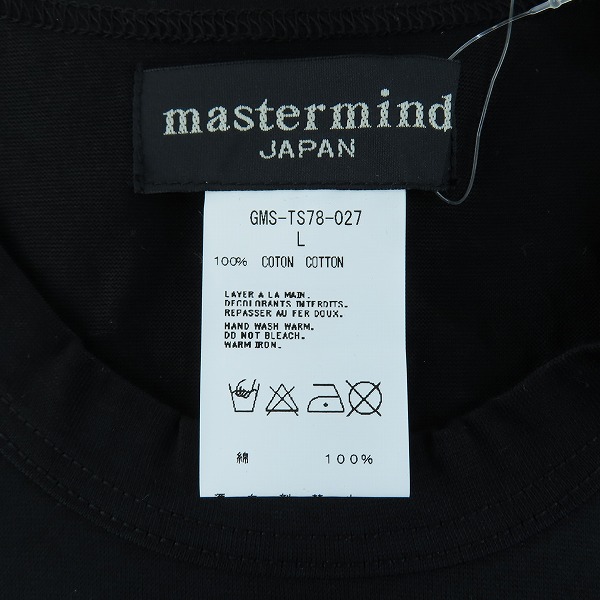 mastermind
JAPAN
GMS-TS78-027
L
100% COTON COTTON
LAYER A LA MAIN.
DECOLORANTS INTERDITS.
REPASSER AU FER DOUX.
HAND WASH WARM.
DO NOT BLEACH.
WARM IRON.
綿 100%